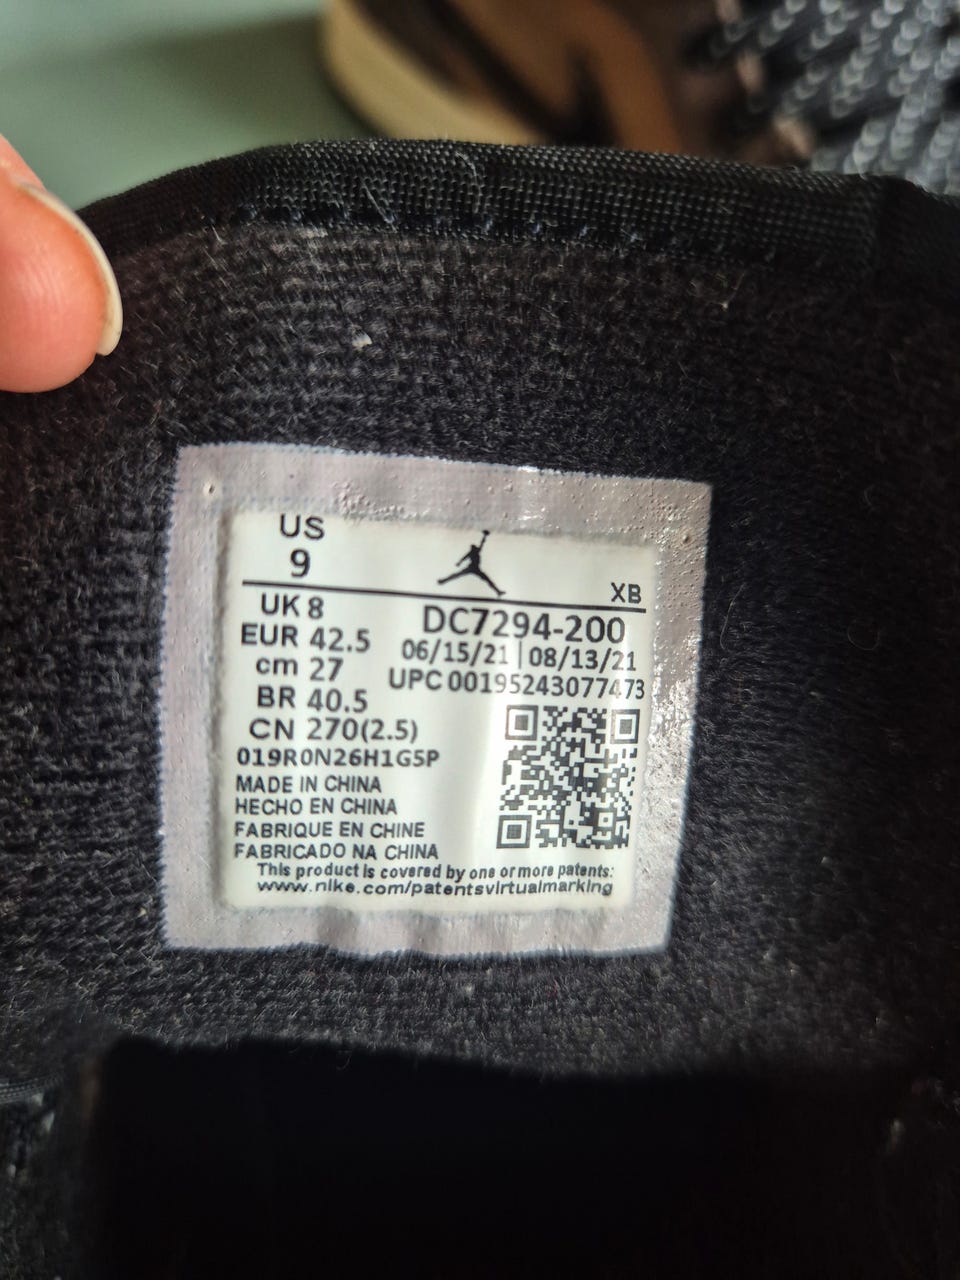 US
9
XB
UK 8
DC7294-200
EUR 42.5
06/15/21 | 08/13/21
cm 27
UPC 00195243077473
BR 40.5
CN 270(2.5)
019R0N26H1G5P
MADE IN CHINA
HECHO EN CHINA
FABRIQUE EN CHINE
FABRICADO NA CHINA
This product is covered by one or more patents:
www.nike.com/patentsvirtualmarking